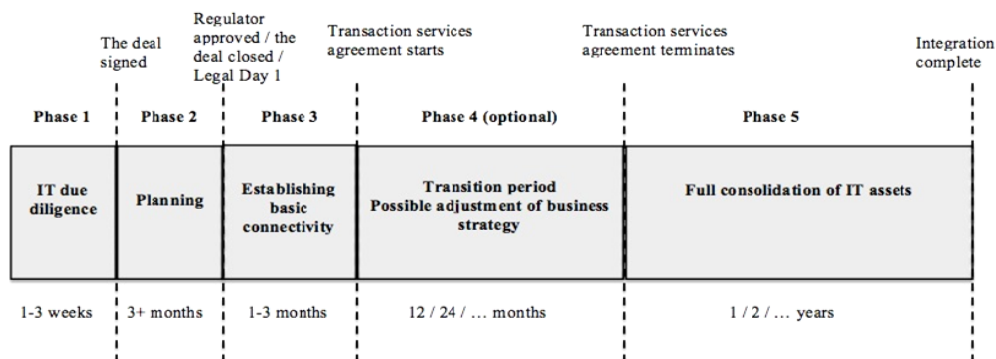 The deal
signed
Regulator
approved / the
deal closed /
Legal Day 1
Transaction services
agreement starts
Transaction services
agreement terminates
Integration
complete
Phase 1
Phase 2
Phase 3
Phase 4 (optional)
Phase 5
IT due
diligence
Planning
Establishing
basic
connectivity
Transition period
Possible adjustment of business
strategy
Full consolidation of IT assets
1-3 weeks
3+ months
1-3 months
12 / 24 / … months
1 / 2 / … years